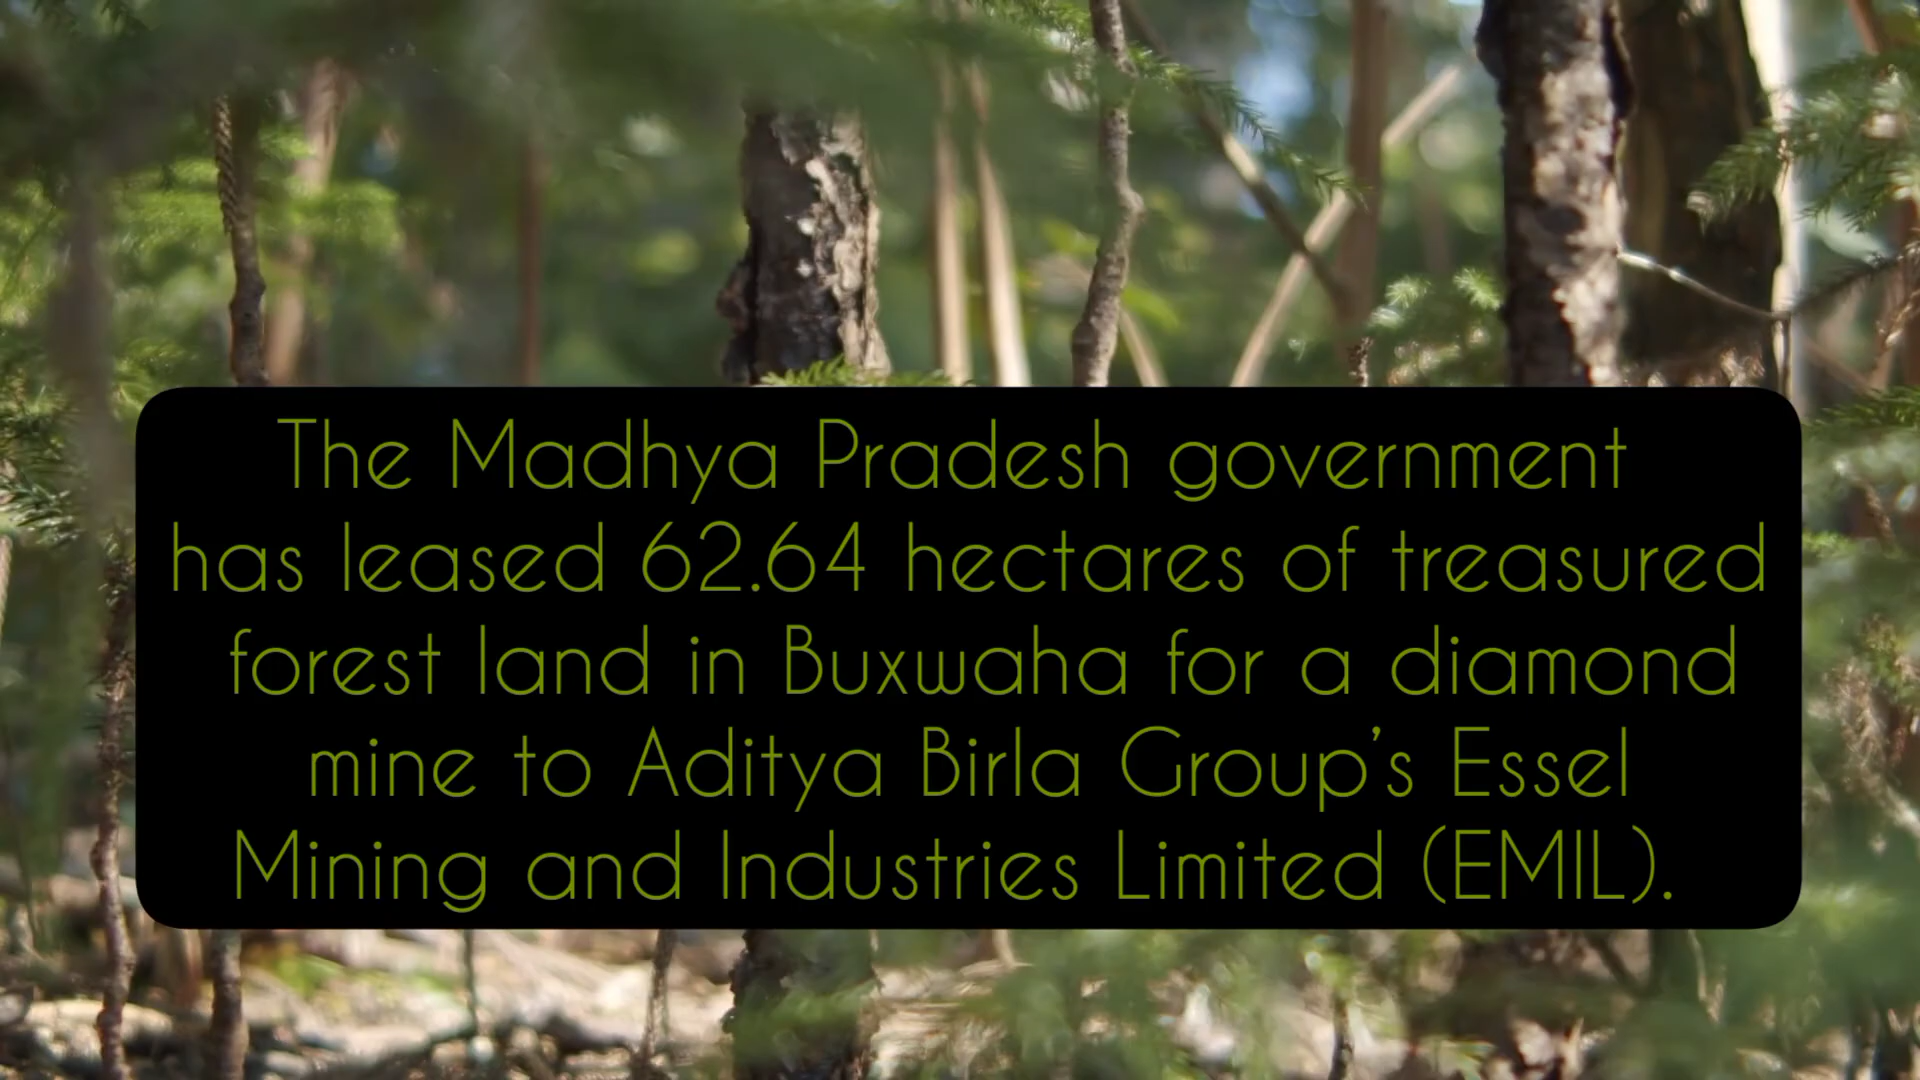 The Madhya Pradesh government
has leased 62.64 hectares of treasured
forest land in Buxwaha for a diamond
mine to Aditya Birla Group's Essel
Mining and Industries Limited (EMIL).